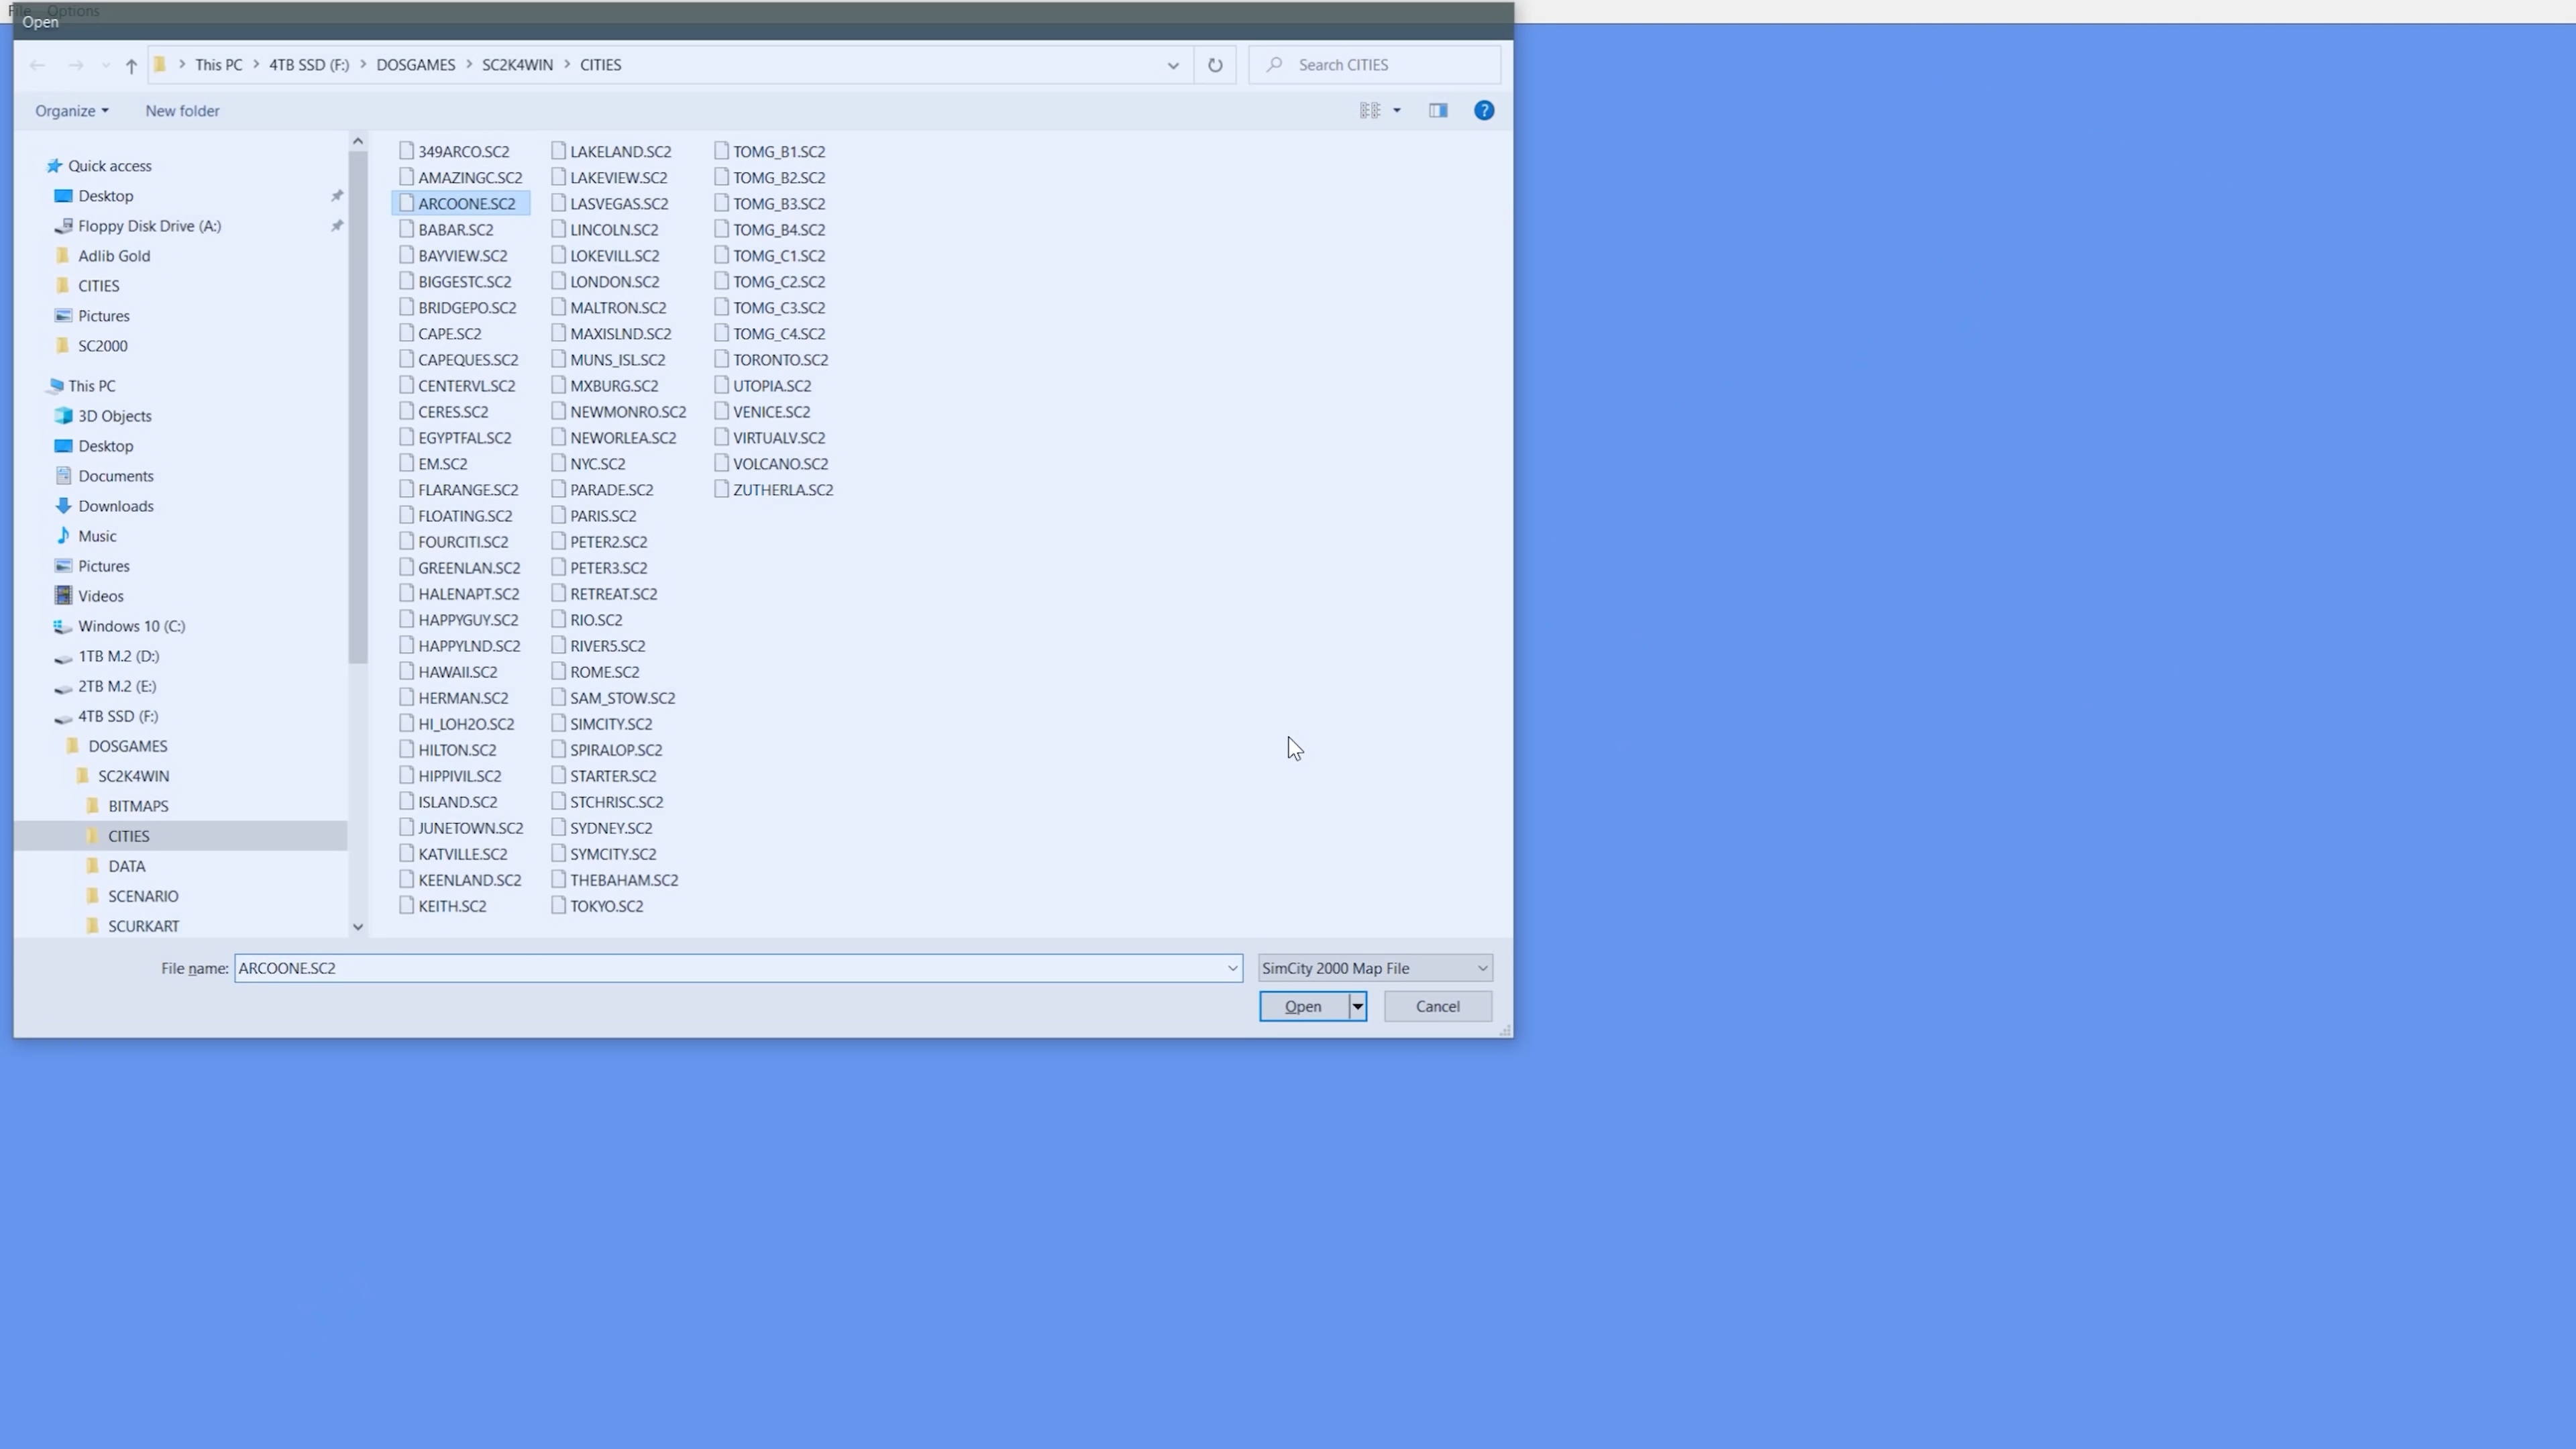 File Options
Open
This PC 4TB SSD (F:) DOSGAMES SC2K4WIN CITIES
Search CITIES
Organize
New folder
Quick access
Desktop
Floppy Disk Drive (A:)
Adlib Gold
CITIES
Pictures
SC2000
This PC
3D Objects
Desktop
Documents
Downloads
Music
Pictures
Videos
Windows 10 (C:)
1TB M.2 (D:)
2TB M.2 (E:)
4TB SSD (F:)
DOSGAMES
SC2K4WIN
BITMAPS
CITIES
DATA
SCENARIO
SCURKART
349ARCO.SC2
AMAZINGC.SC2
ARCOONE.SC2
BABAR.SC2
BAYVIEW.SC2
BIGGESTC.SC2
BRIDGEPO.SC2
CAPE.SC2
CAPEQUES.SC2
CENTERVL.SC2
CERES.SC2
EGYPTFAL.SC2
EM.SC2
FLARANGE.SC2
FLOATING.SC2
FOURCITI.SC2
GREENLAN.SC2
HALENAPT.SC2
HAPPYGUY.SC2
HAPPYLND.SC2
HAWAII.SC2
HERMAN.SC2
HI_LOH2O.SC2
HILTON.SC2
HIPPIVIL.SC2
ISLAND.SC2
JUNETOWN.SC2
KATVILLE.SC2
KEENLAND.SC2
KEITH.SC2
LAKELAND.SC2
LAKEVIEW.SC2
LASVEGAS.SC2
LINCOLN.SC2
LOKEVILL.SC2
LONDON.SC2
MALTRON.SC2
MAXISLND.SC2
MUNS_ISL.SC2
MXBURG.SC2
NEWMONRO.SC2
NEWORLEA.SC2
NYC.SC2
PARADE.SC2
PARIS.SC2
PETER2.SC2
PETER3.SC2
RETREAT.SC2
RIO.SC2
RIVER5.SC2
ROME.SC2
SAM_STOW.SC2
SIMCITY.SC2
SPIRALOP.SC2
STARTER.SC2
STCHRISC.SC2
SYDNEY.SC2
SYMCITY.SC2
THEBAHAM.SC2
TOKYO.SC2
TOMG_B1.SC2
TOMG_B2.SC2
TOMG_B3.SC2
TOMG_B4.SC2
TOMG_C1.SC2
TOMG_C2.SC2
TOMG_C3.SC2
TOMG_C4.SC2
TORONTO.SC2
UTOPIA.SC2
VENICE.SC2
VIRTUALV.SC2
VOLCANO.SC2
ZUTHERLA.SC2
File name: ARCOONE.SC2
SimCity 2000 Map File
Open
Cancel